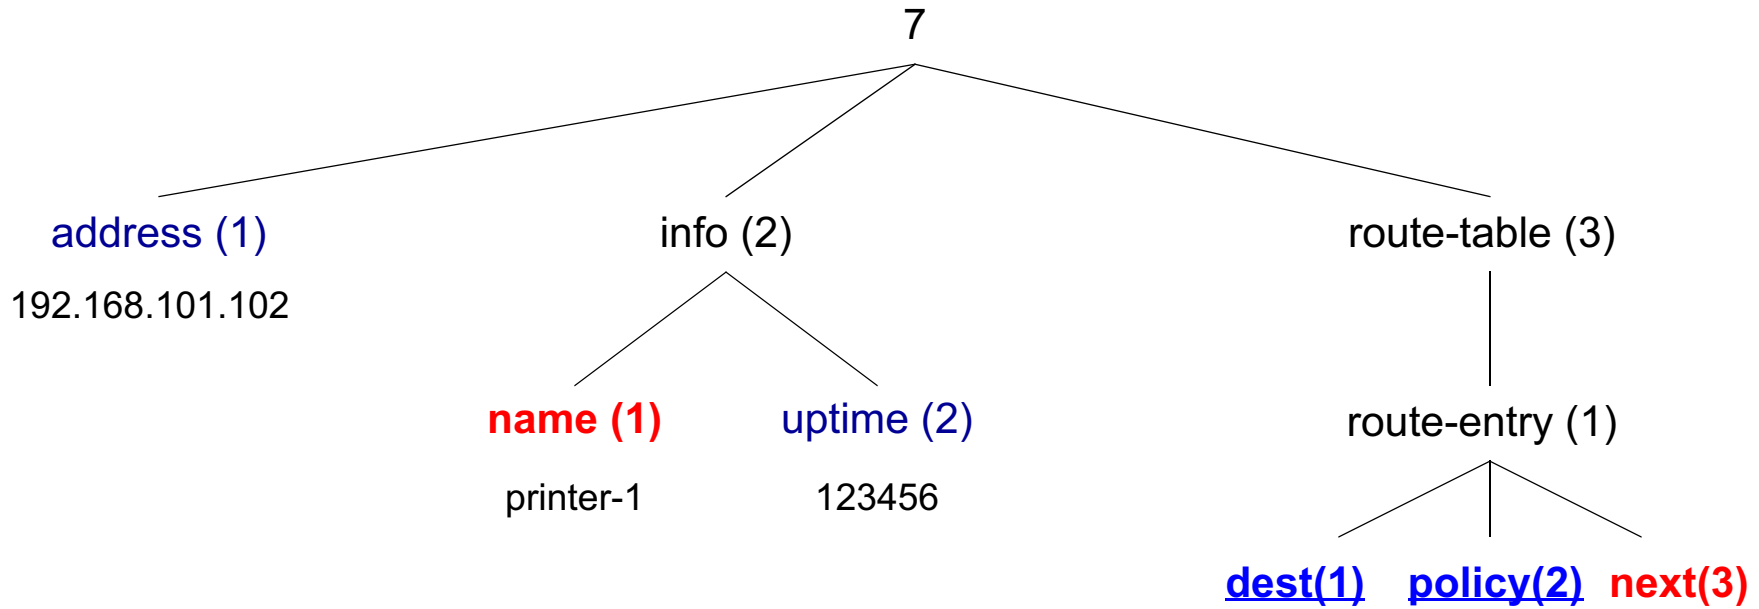 7
address (1) info (2) route-table (3)
192.168.101.102
name (1) uptime (2) route-entry (1)
printer-1 123456
dest(1) policy(2) next(3)